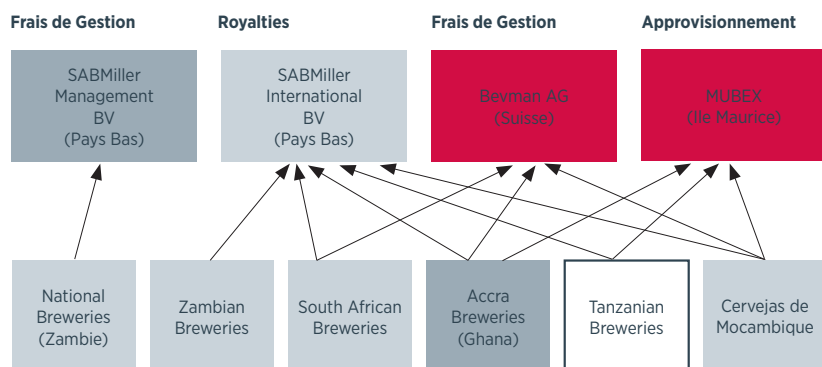 Frais de Gestion
Royalties
Frais de Gestion
Approvisionnement
SABMiller
Management
BV
(Pays Bas)
SABMiller
International
BV
(Pays Bas)
Bevman AG
(Suisse)
MUBEX
(Ile Maurice)
National
Breweries
(Zambie)
Zambian
Breweries
South African
Breweries
Accra
Breweries
(Ghana)
Tanzanian
Breweries
Cervejas de
Mocambique